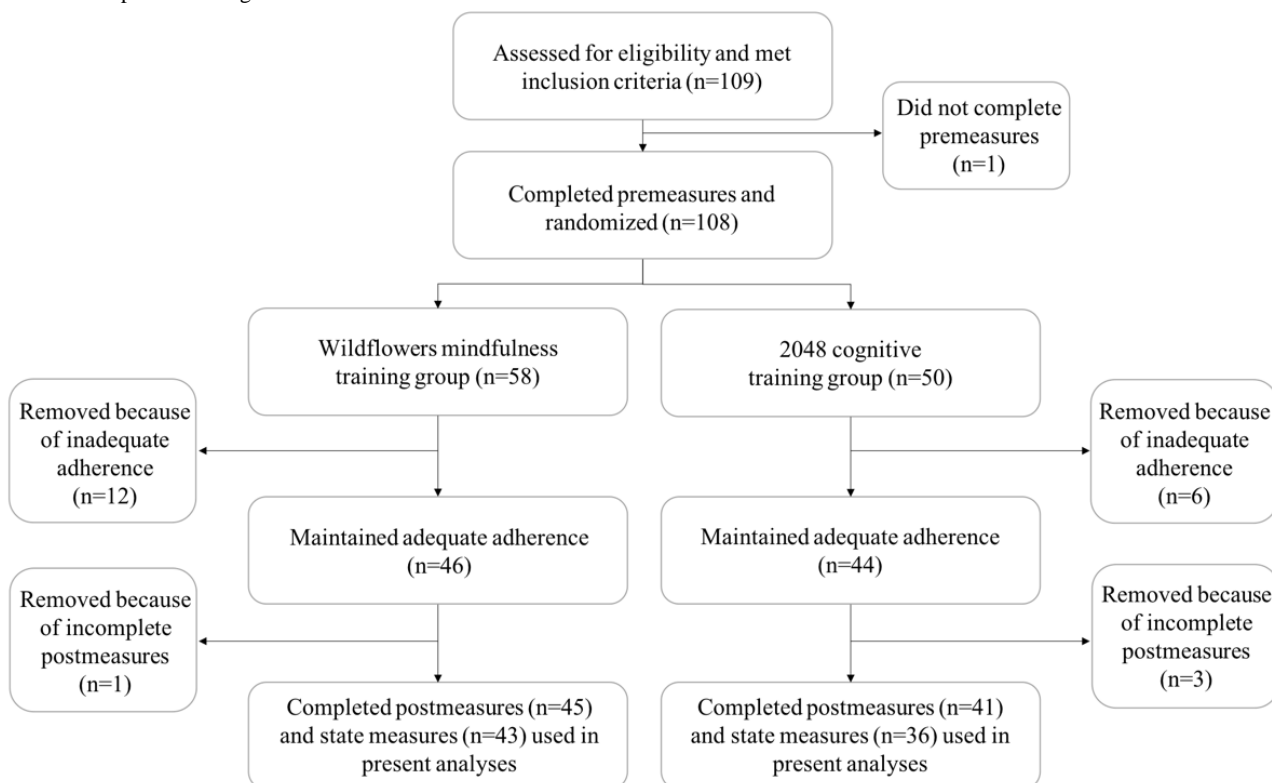 Assessed for eligibility and met
inclusion criteria (n=109)
Did not complete
premeasures
(n=1)
Completed premeasures and
randomized (n=108)
Wildflowers mindfulness
training group (n=58)
2048 cognitive
training group (n=50)
Removed because
of inadequate
adherence
(n=12)
Removed because
of inadequate
adherence
(n=6)
Maintained adequate adherence
(n=46)
Maintained adequate adherence
(n=44)
Removed because
of incomplete
postmeasures
(n=1)
Removed because
of incomplete
postmeasures
(n=3)
Completed postmeasures (n=45)
and state measures (n=43) used in
present analyses
Completed postmeasures (n=41)
and state measures (n=36) used in
present analyses